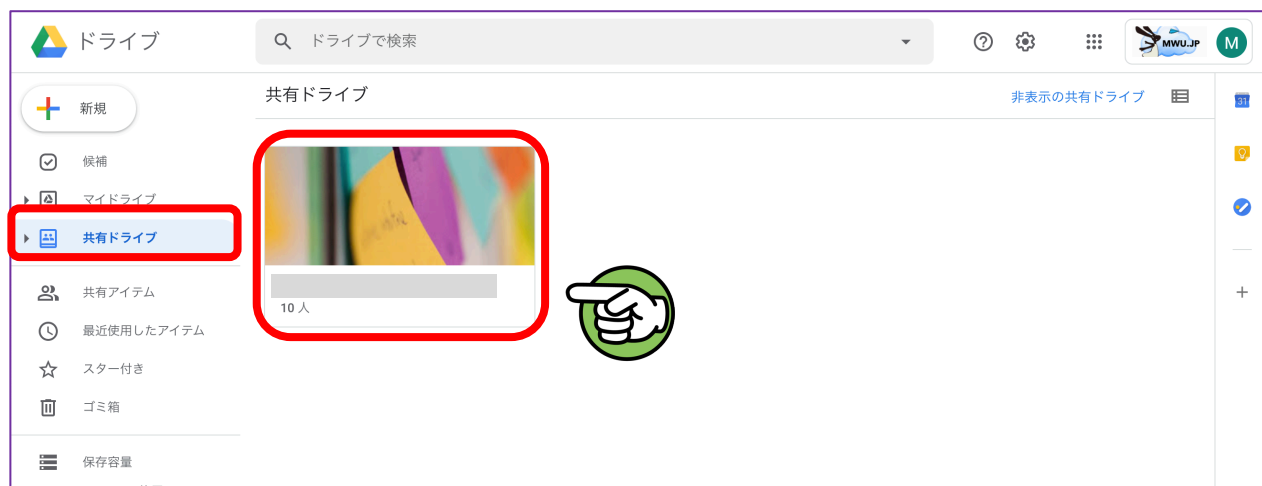 ドライブ
ドライブで検索
MWU.JP
M
新規
共有ドライブ
非表示の共有ドライブ
31
候補
マイドライブ
共有ドライブ
10 人
共有アイテム
最近使用したアイテム
スター付き
ゴミ箱
保存容量